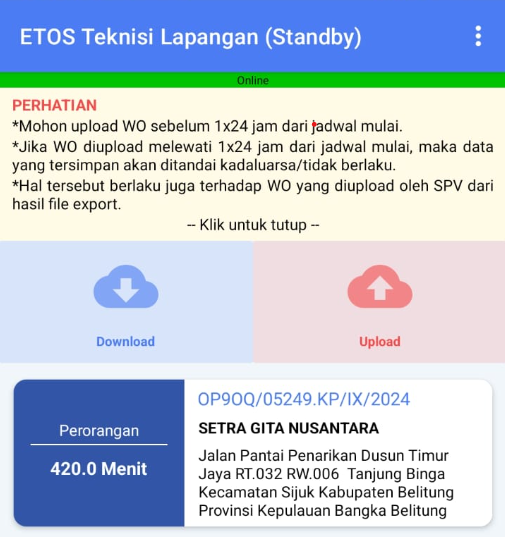 ETOS Teknisi Lapangan (Standby)
Online
PERHATIAN
*Mohon upload WO sebelum 1x24 jam dari jadwal mulai.
*Jika WO diupload melewati 1x24 jam dari jadwal mulai, maka data
yang tersimpan akan ditandai kadaluarsa/tidak berlaku.
*Hal tersebut berlaku juga terhadap WO yang diupload oleh SPV dari
hasil file export.
-- Klik untuk tutup --
Download
Upload
Perorangan
420.0 Menit
OP9OQ/05249.KP/IX/2024
SETRA GITA NUSANTARA
Jalan Pantai Penarikan Dusun Timur
Jaya RT.032 RW.006 Tanjung Binga
Kecamatan Sijuk Kabupaten Belitung
Provinsi Kepulauan Bangka Belitung